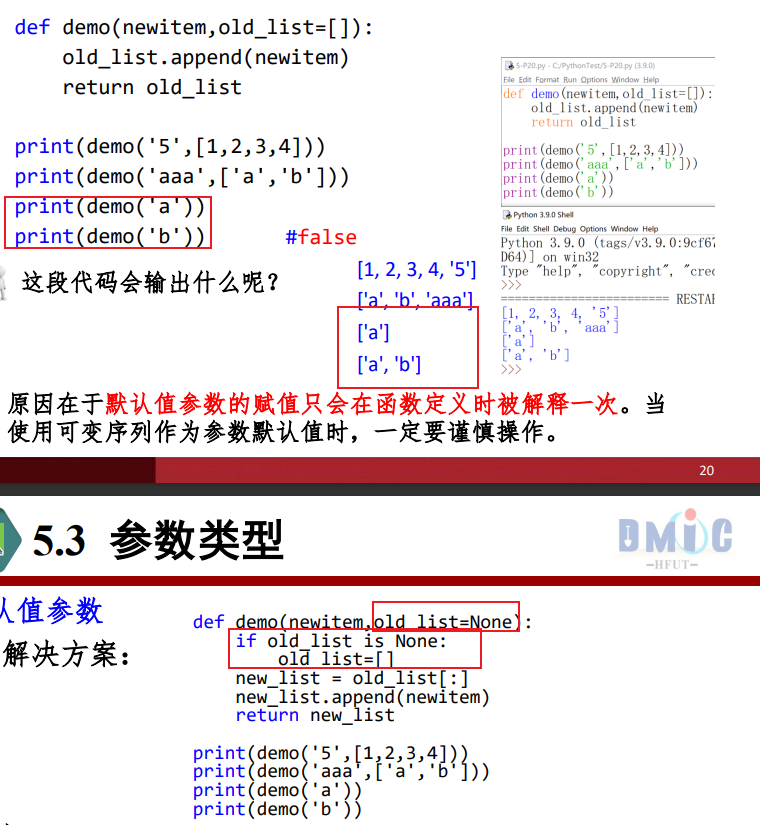 def demo(newitem,old_list=[]):
    old_list.append(newitem)
    return old_list
print(demo('5',[1,2,3,4]))
print(demo('aaa',['a','b']))
print(demo('a'))
print(demo('b'))      #false
这段代码会输出什么呢？
[1, 2, 3, 4, '5']
['a', 'b', 'aaa']
['a']
['a', 'b']
5-P20.py - C:/PythonTest/5-P20.py (3.9.0)
File Edit Format Run Options Window Help
def demo(newitem,old_list=[]):
    old_list.append(newitem)
    return old_list
print(demo('5',[1,2,3,4]))
print(demo('aaa',['a','b']))
print(demo('a'))
print(demo('b'))
Python 3.9.0 Shell
File Edit Shell Debug Options Window Help
Python 3.9.0 (tags/v3.9.0:9cf67
D64)] on win32
Type "help", "copyright", "cred
>>>
======================== RESTAR
[1, 2, 3, 4, '5']
['a', 'b', 'aaa']
['a']
['a', 'b']
>>>
原因在于默认值参数的赋值只会在函数定义时被解释一次。当
使用可变序列作为参数默认值时，一定要谨慎操作。
20
5.3 参数类型
DMiC
-HFUT-
认值参数
解决方案：
def demo(newitem,old_list=None):
    if old_list is None:
        old_list=[]
    new_list = old_list[:]
    new_list.append(newitem)
    return new_list
print(demo('5',[1,2,3,4]))
print(demo('aaa',['a','b']))
print(demo('a'))
print(demo('b'))